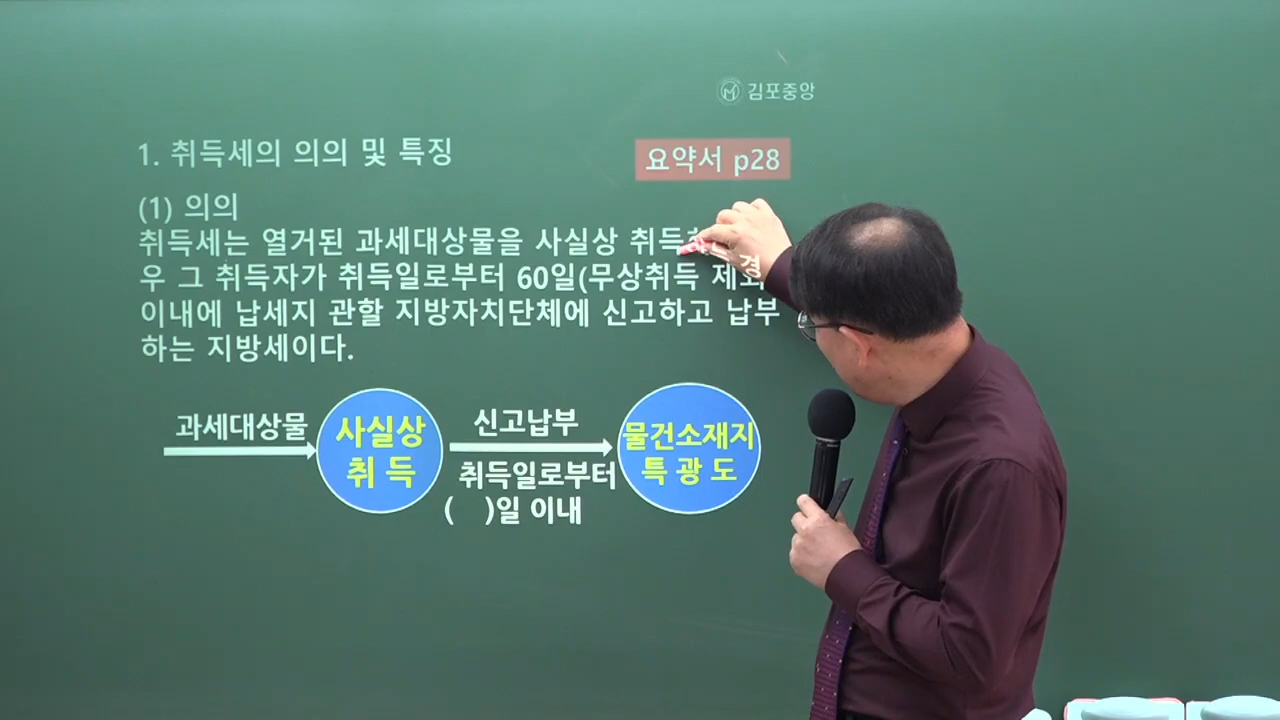 김포중앙
1. 취득세의 의의 및 특징
요약서 p28
(1) 의의
취득세는 열거된 과세대상물을 사실상 취득하는 경
우 그 취득자가 취득일로부터 60일(무상취득 제외
이내에 납세지 관할 지방자치단체에 신고하고 납부
하는 지방세이다.
과세대상물
사실상
취 득
신고납부
취득일로부터
( )일 이내
물건소재지
특 광 도